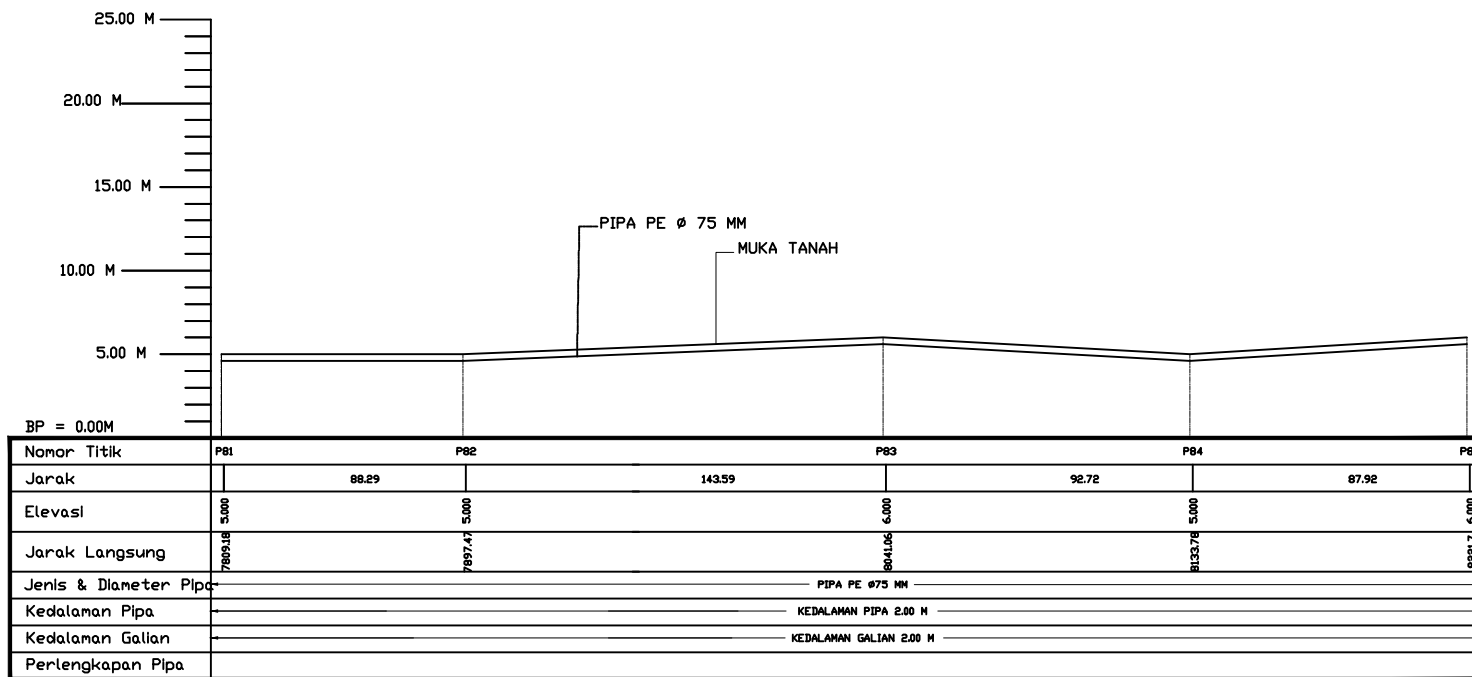 25.00 M
20.00 M
15.00 M
PIPA PE Ø 75 MM
MUKA TANAH
10.00 M
5.00 M
BP = 0.00M
Nomor Titik P81 P82 P83 P84
Jarak 88.29 143.59 92.72 87.92
Elevasi 5.000 5.000 6.000 5.000 6.000
Jarak Langsung 7809.18 7897.47 8041.06 8133.78
Jenis & Diameter Pipa PIPA PE Ø75 MM
Kedalaman Pipa KEDALAMAN PIPA 2.00 M
Kedalaman Galian KEDALAMAN GALIAN 2.00 M
Perlengkapan Pipa